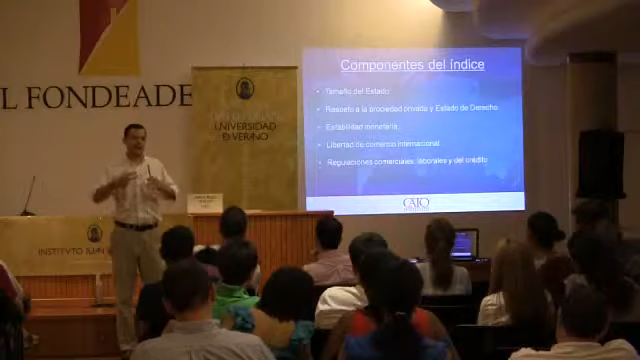 L FONDEADE
UNIVERSIDAD
DE VERANO
INSTITUTO JUAN
Componentes del índice
• Tamaño del Estado
• Respeto a la propiedad privada y Estado de Derecho
• Estabilidad monetaria
• Libertad de comercio internacional
• Regulaciones comerciales, laborales y del crédito
CATO
INSTITUTE